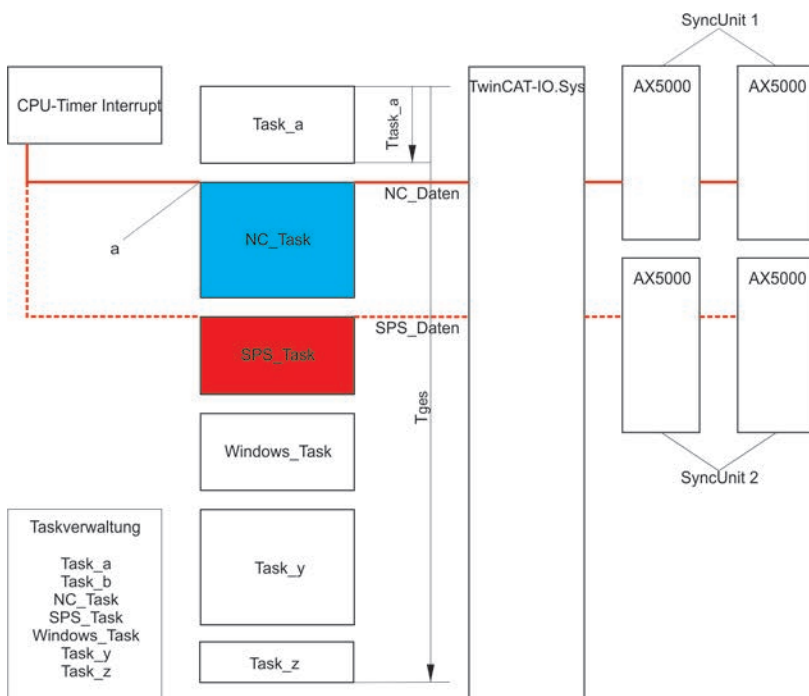 SyncUnit 1
CPU-Timer Interrupt
Task_a
Ttask_a
TwinCAT-IO.Sys
AX5000
AX5000
NC_Daten
a
NC_Task
AX5000
AX5000
SPS_Daten
SPS_Task
Tges
Windows_Task
SyncUnit 2
Taskverwaltung
Task_a
Task_b
NC_Task
SPS_Task
Windows_Task
Task_y
Task_z
Task_y
Task_z